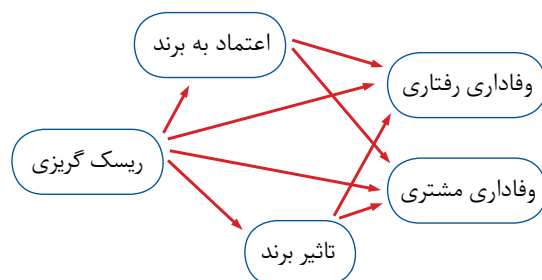 اعتماد به برند
وفاداری رفتاری
ریسک گریزی
وفاداری مشتری
تاثیر برند